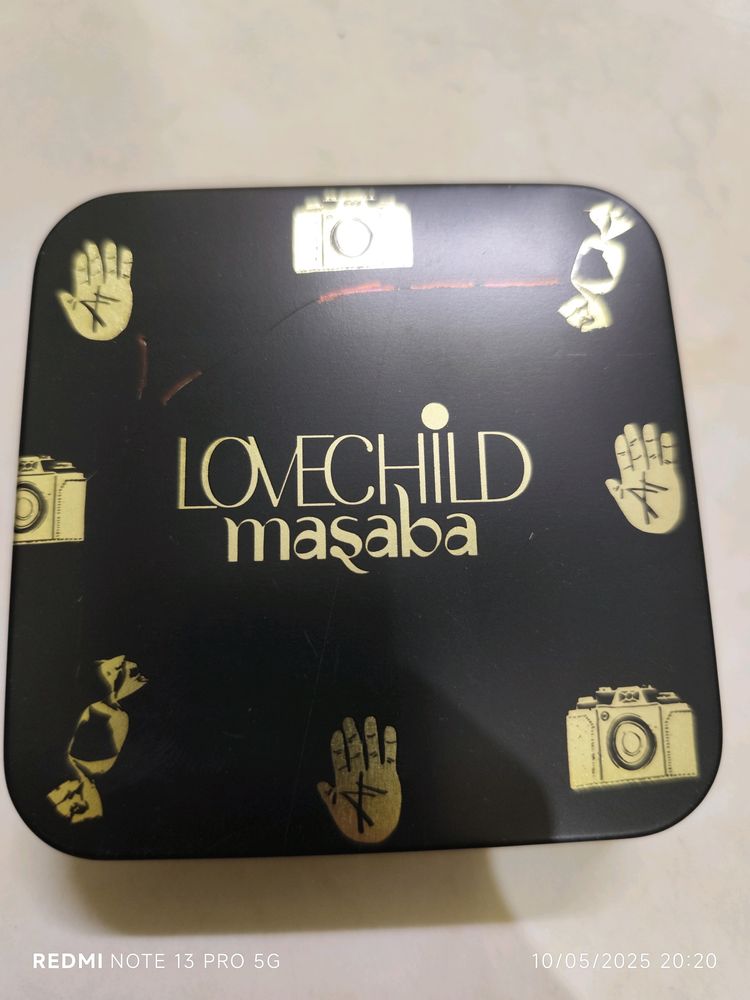 LOVECHiLD
masaba
REDMI NOTE 13 PRO 5G
10/05/2025 20:20